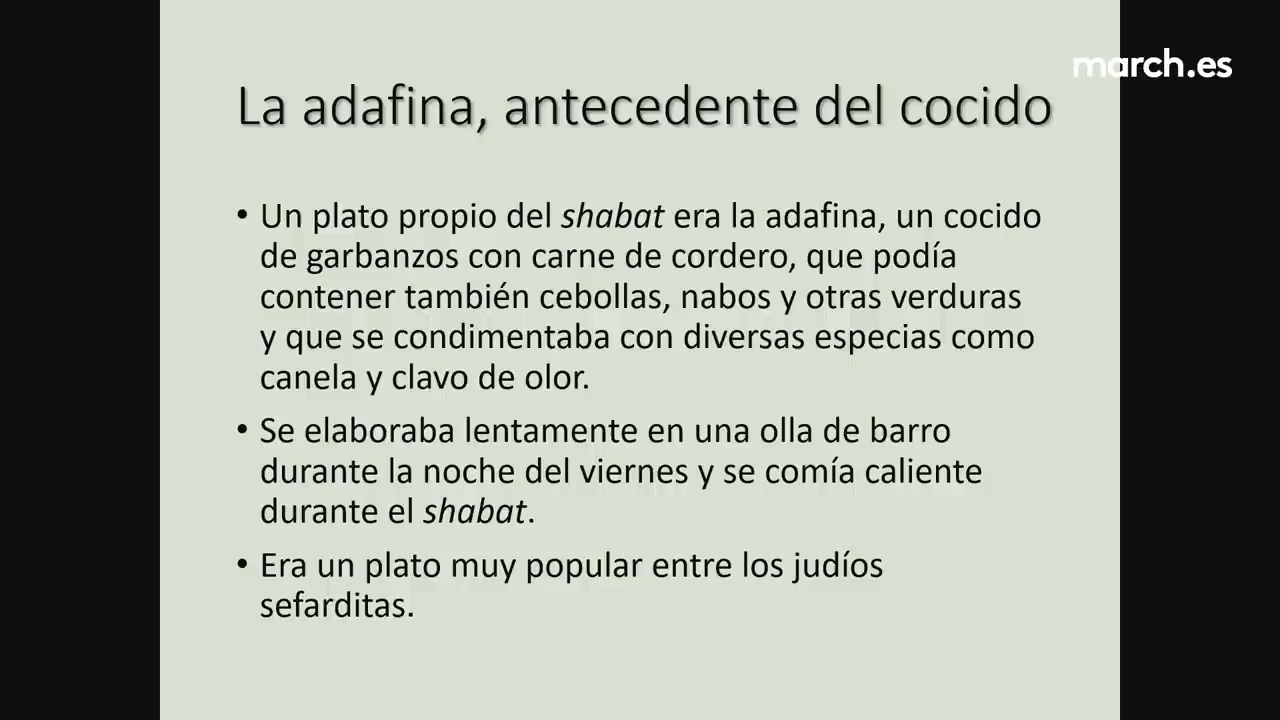 march.es
La adafina, antecedente del cocido
• Un plato propio del shabat era la adafina, un cocido
de garbanzos con carne de cordero, que podía
contener también cebollas, nabos y otras verduras
y que se condimentaba con diversas especias como
canela y clavo de olor.
• Se elaboraba lentamente en una olla de barro
durante la noche del viernes y se comía caliente
durante el shabat.
• Era un plato muy popular entre los judíos
sefarditas.